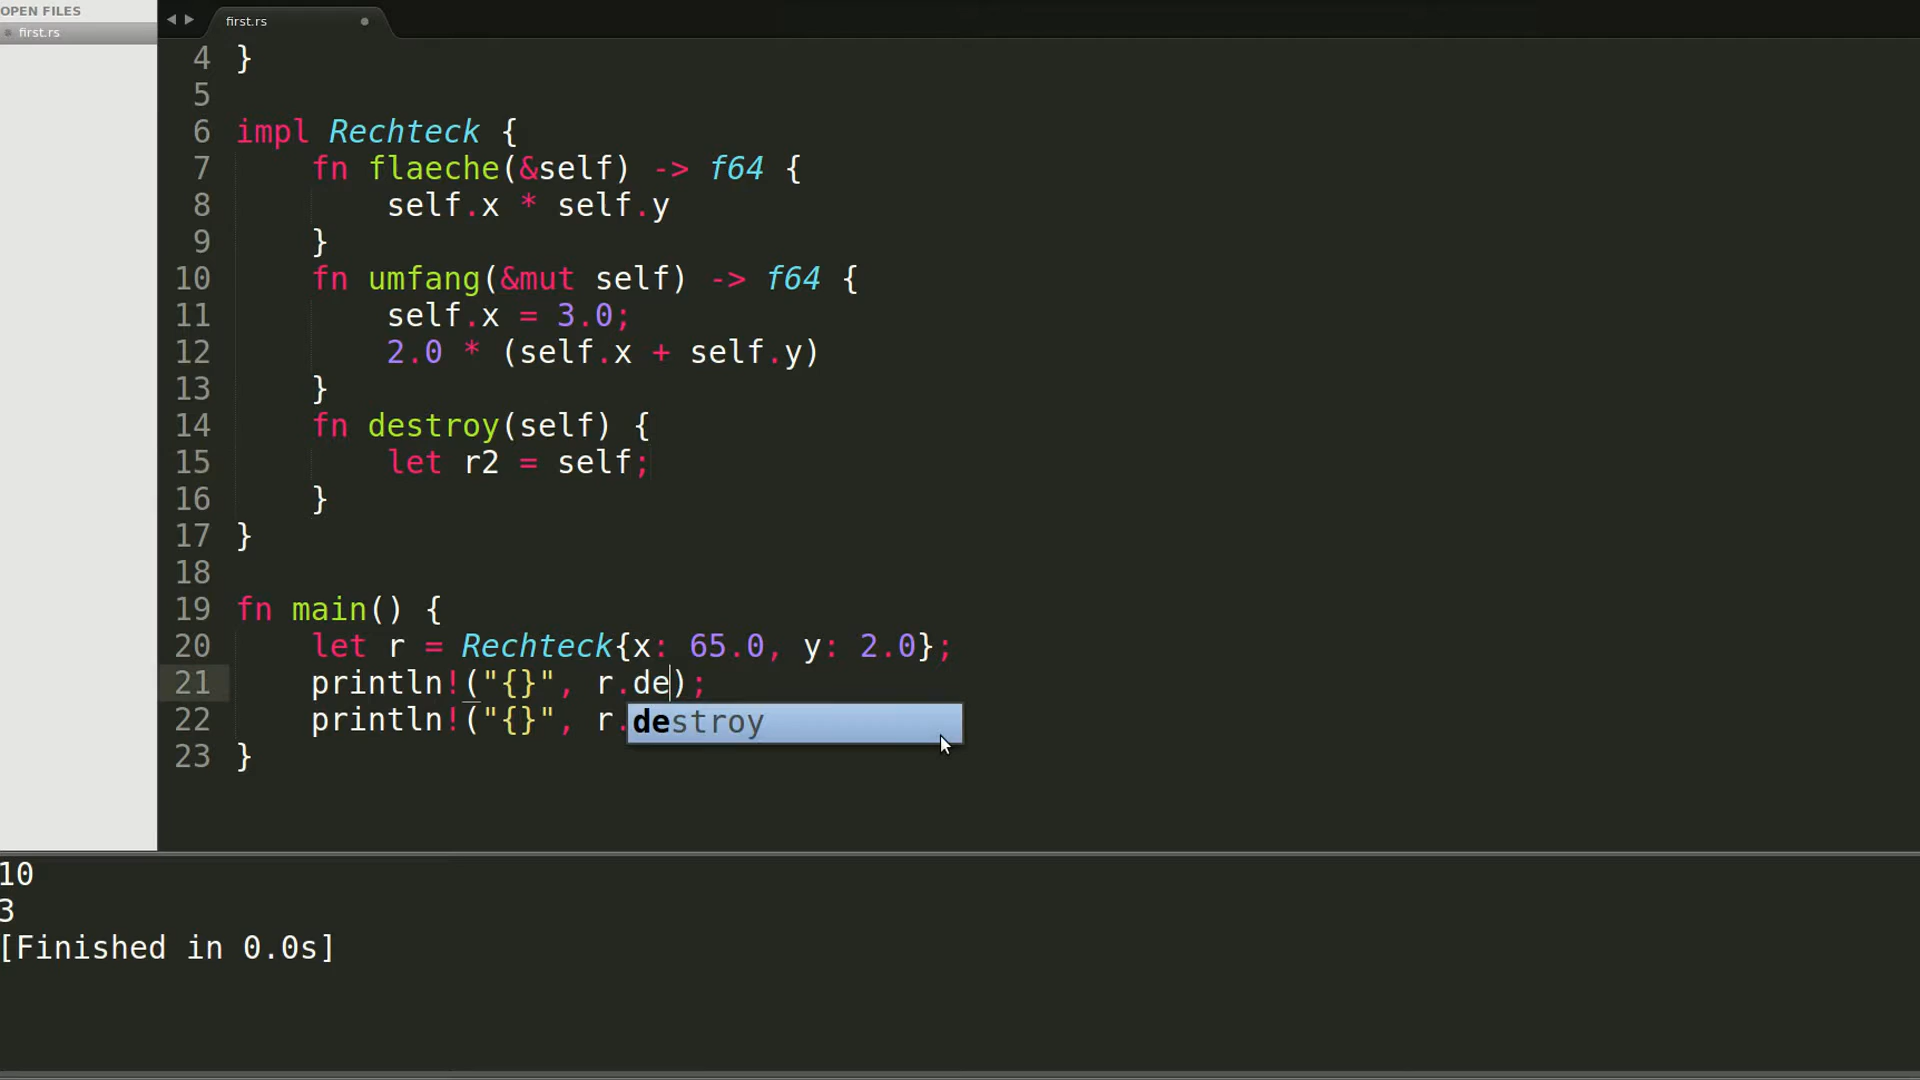 OPEN FILES
first.rs
first.rs
4 }
5
6 impl Rechteck {
7 fn flaeche(&self) -> f64 {
8 self.x * self.y
9 }
10 fn umfang(&mut self) -> f64 {
11 self.x = 3.0;
12 2.0 * (self.x + self.y)
13 }
14 fn destroy(self) {
15 let r2 = self;
16 }
17 }
18
19 fn main() {
20 let r = Rechteck{x: 65.0, y: 2.0};
21 println!("{}", r.de);
22 println!("{}", r.
destroy
23 }
10
3
[Finished in 0.0s]